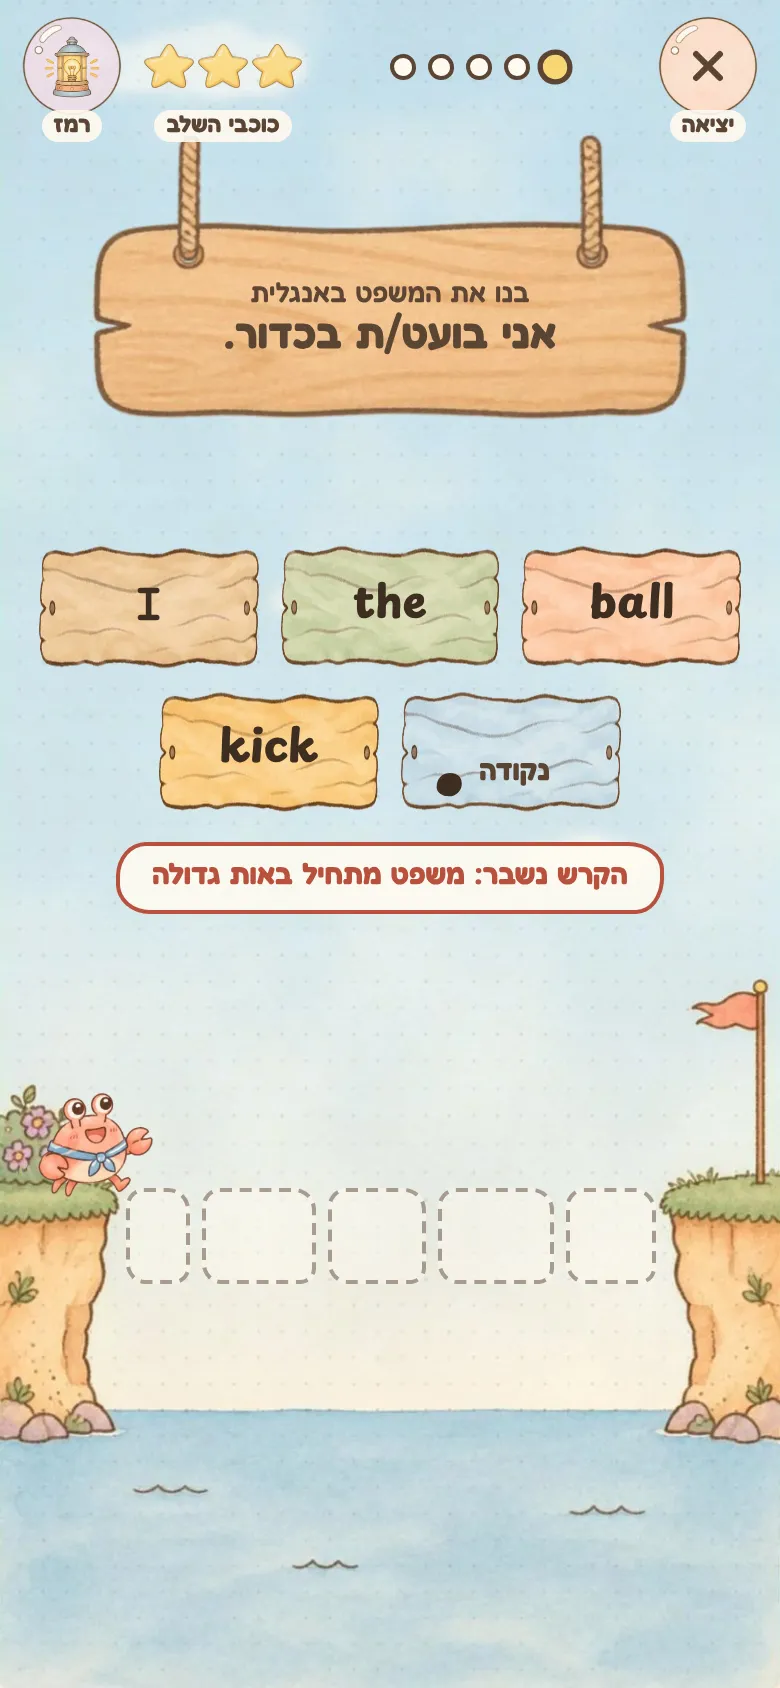 רמז
כוכבי השלב
יציאה
בנו את המשפט באנגלית
אני בועט/ת בכדור.
I
the
ball
kick
. נקודה
הקרש נשבר: משפט מתחיל באות גדולה